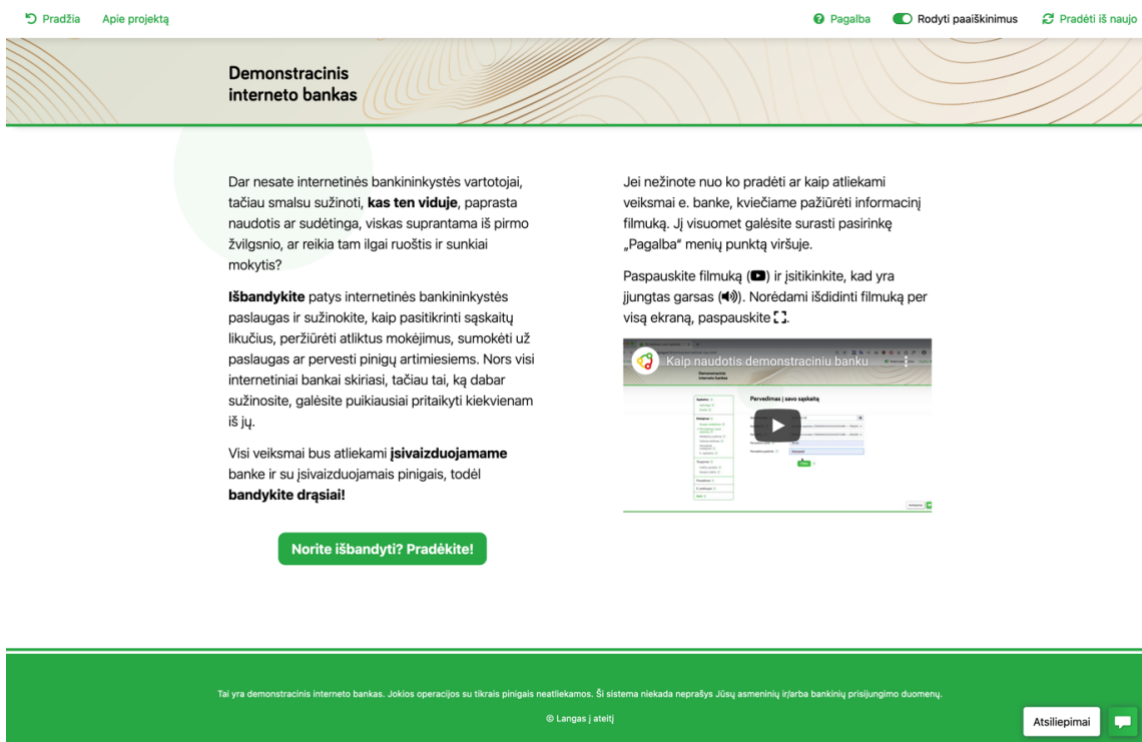 Pradžia Apie projektą Pagalba Rodyti paaiškinimus Pradėti iš naujo
Demonstracinis
interneto bankas
Dar nesate internetinės bankininkystės vartotojai,
tačiau smalsu sužinoti, kas ten viduje, paprasta
naudotis ar sudėtinga, viskas suprantama iš pirmo
žvilgsnio, ar reikia tam ilgai ruoštis ir sunkiai
mokytis?
Išbandykite patys internetinės bankininkystės
paslaugas ir sužinokite, kaip pasitikrinti sąskaitų
likučius, peržiūrėti atliktus mokėjimus, sumokėti už
paslaugas ar pervesti pinigų artimiesiems. Nors visi
internetiniai bankai skiriasi, tačiau tai, ką dabar
sužinosite, galėsite puikiausiai pritaikyti kiekvienam
iš jų.
Visi veiksmai bus atliekami įsivaizduojamame
banke ir su įsivaizduojamais pinigais, todėl
bandykite drąsiai!
Norite išbandyti? Pradėkite!
Jei nežinote nuo ko pradėti ar kaip atliekami
veiksmai e. banke, kviečiame pažiūrėti informacinį
filmuką. Jį visuomet galėsite surasti pasirinkę
„Pagalba" menių punktą viršuje.
Paspauskite filmuką ( ) ir įsitikinkite, kad yra
įjungtas garsas ( ). Norėdami išdidinti filmuką per
visą ekraną, paspauskite .
Kaip naudotis demonstraciniu banku
Demonstracinis
interneto bankas
Pervedimas į savo sąskaitą
Tai yra demonstracinis interneto bankas. Jokios operacijos su tikrais pinigais neatliekamos. Ši sistema niekada neprašys Jūsų asmeninių ir/arba bankinių prisijungimo duomenų.
© Langas į ateitį
Atsiliepimai